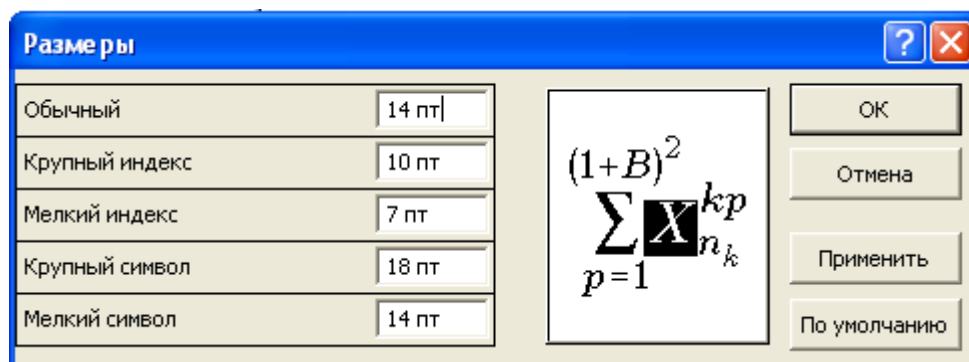 Размеры
Обычный 14 пт
Крупный индекс 10 пт
Мелкий индекс 7 пт
Крупный символ 18 пт
Мелкий символ 14 пт
(1+B)²
∑ X kp n k
p=1
?
ОК
Отмена
Применить
По умолчанию